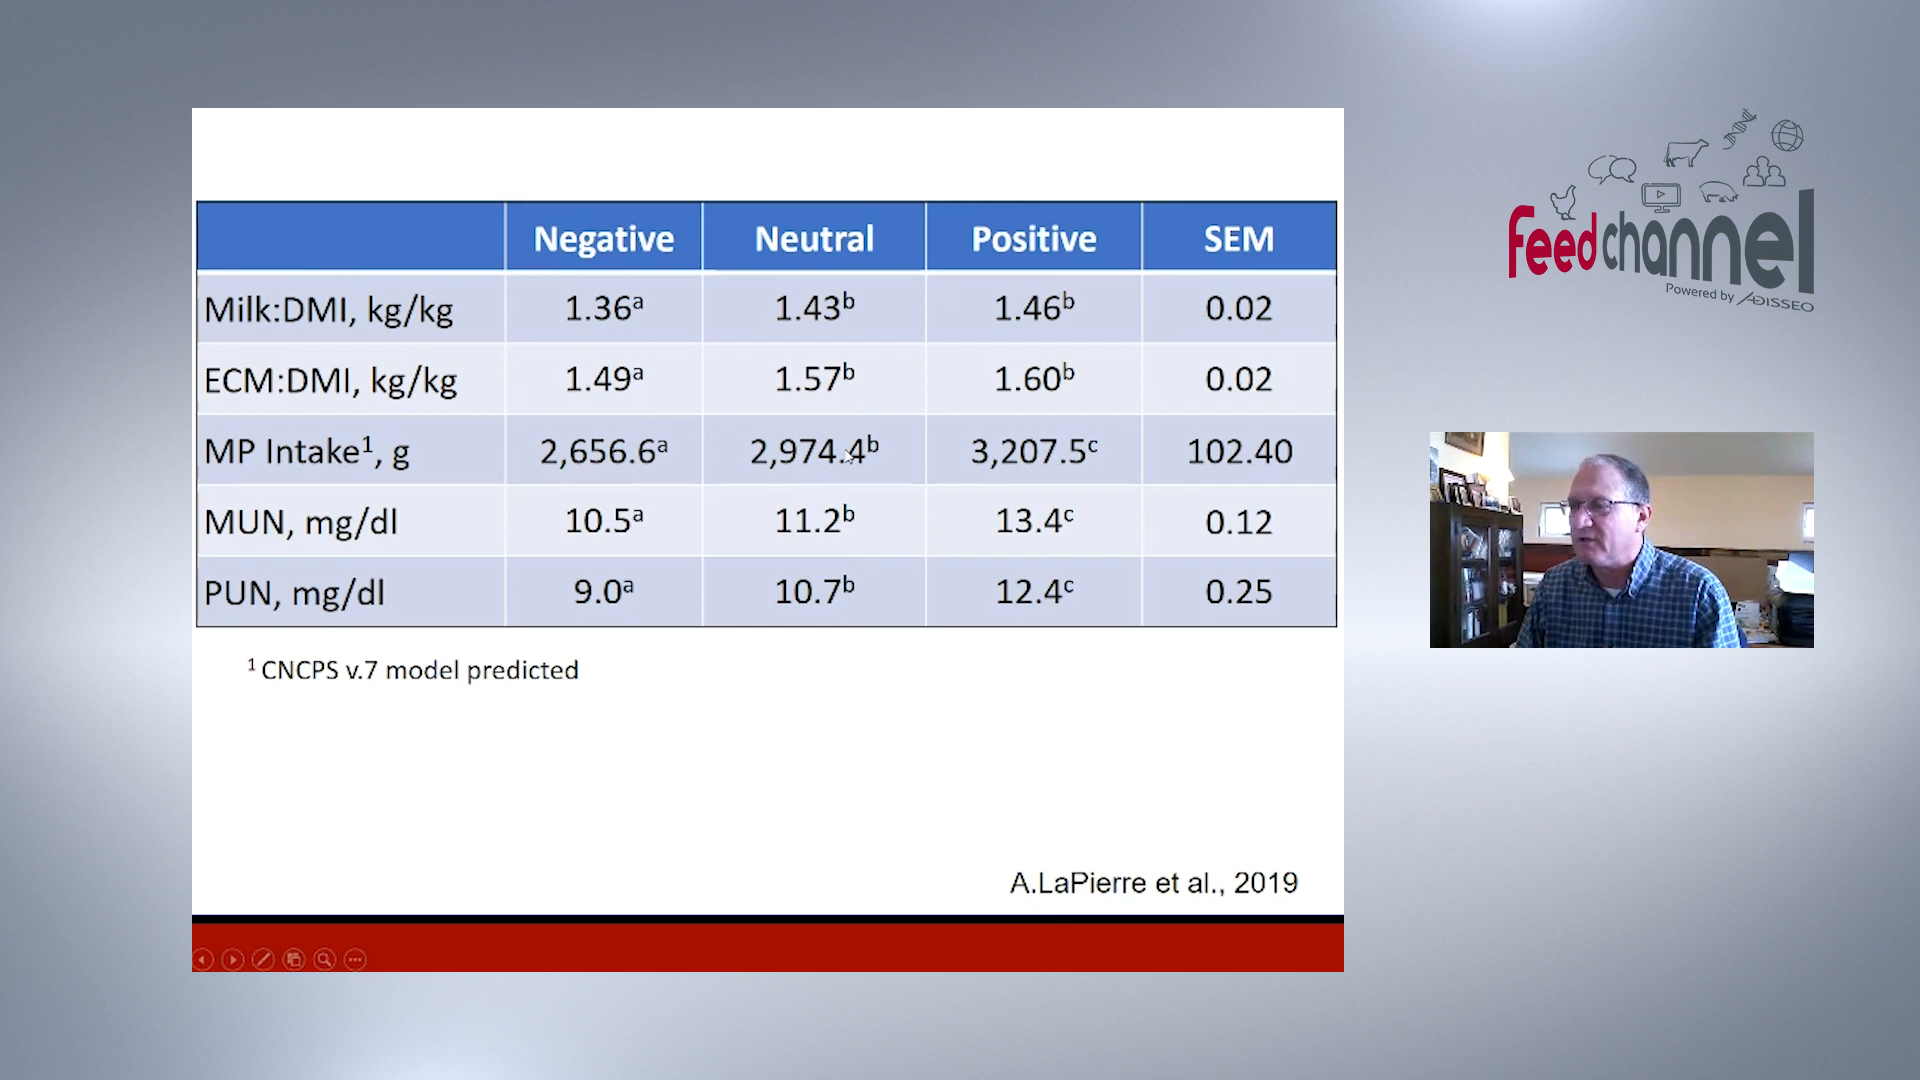 Negative Neutral Positive SEM
Milk:DMI, kg/kg 1.36ᵃ 1.43ᵇ 1.46ᵇ 0.02
ECM:DMI, kg/kg 1.49ᵃ 1.57ᵇ 1.60ᵇ 0.02
MP Intake¹, g 2,656.6ᵃ 2,974.4ᵇ 3,207.5ᶜ 102.40
MUN, mg/dl 10.5ᵃ 11.2ᵇ 13.4ᶜ 0.12
PUN, mg/dl 9.0ᵃ 10.7ᵇ 12.4ᶜ 0.25
¹ CNCPS v.7 model predicted
A.LaPierre et al., 2019
feedchannel
Powered by ADISSEO